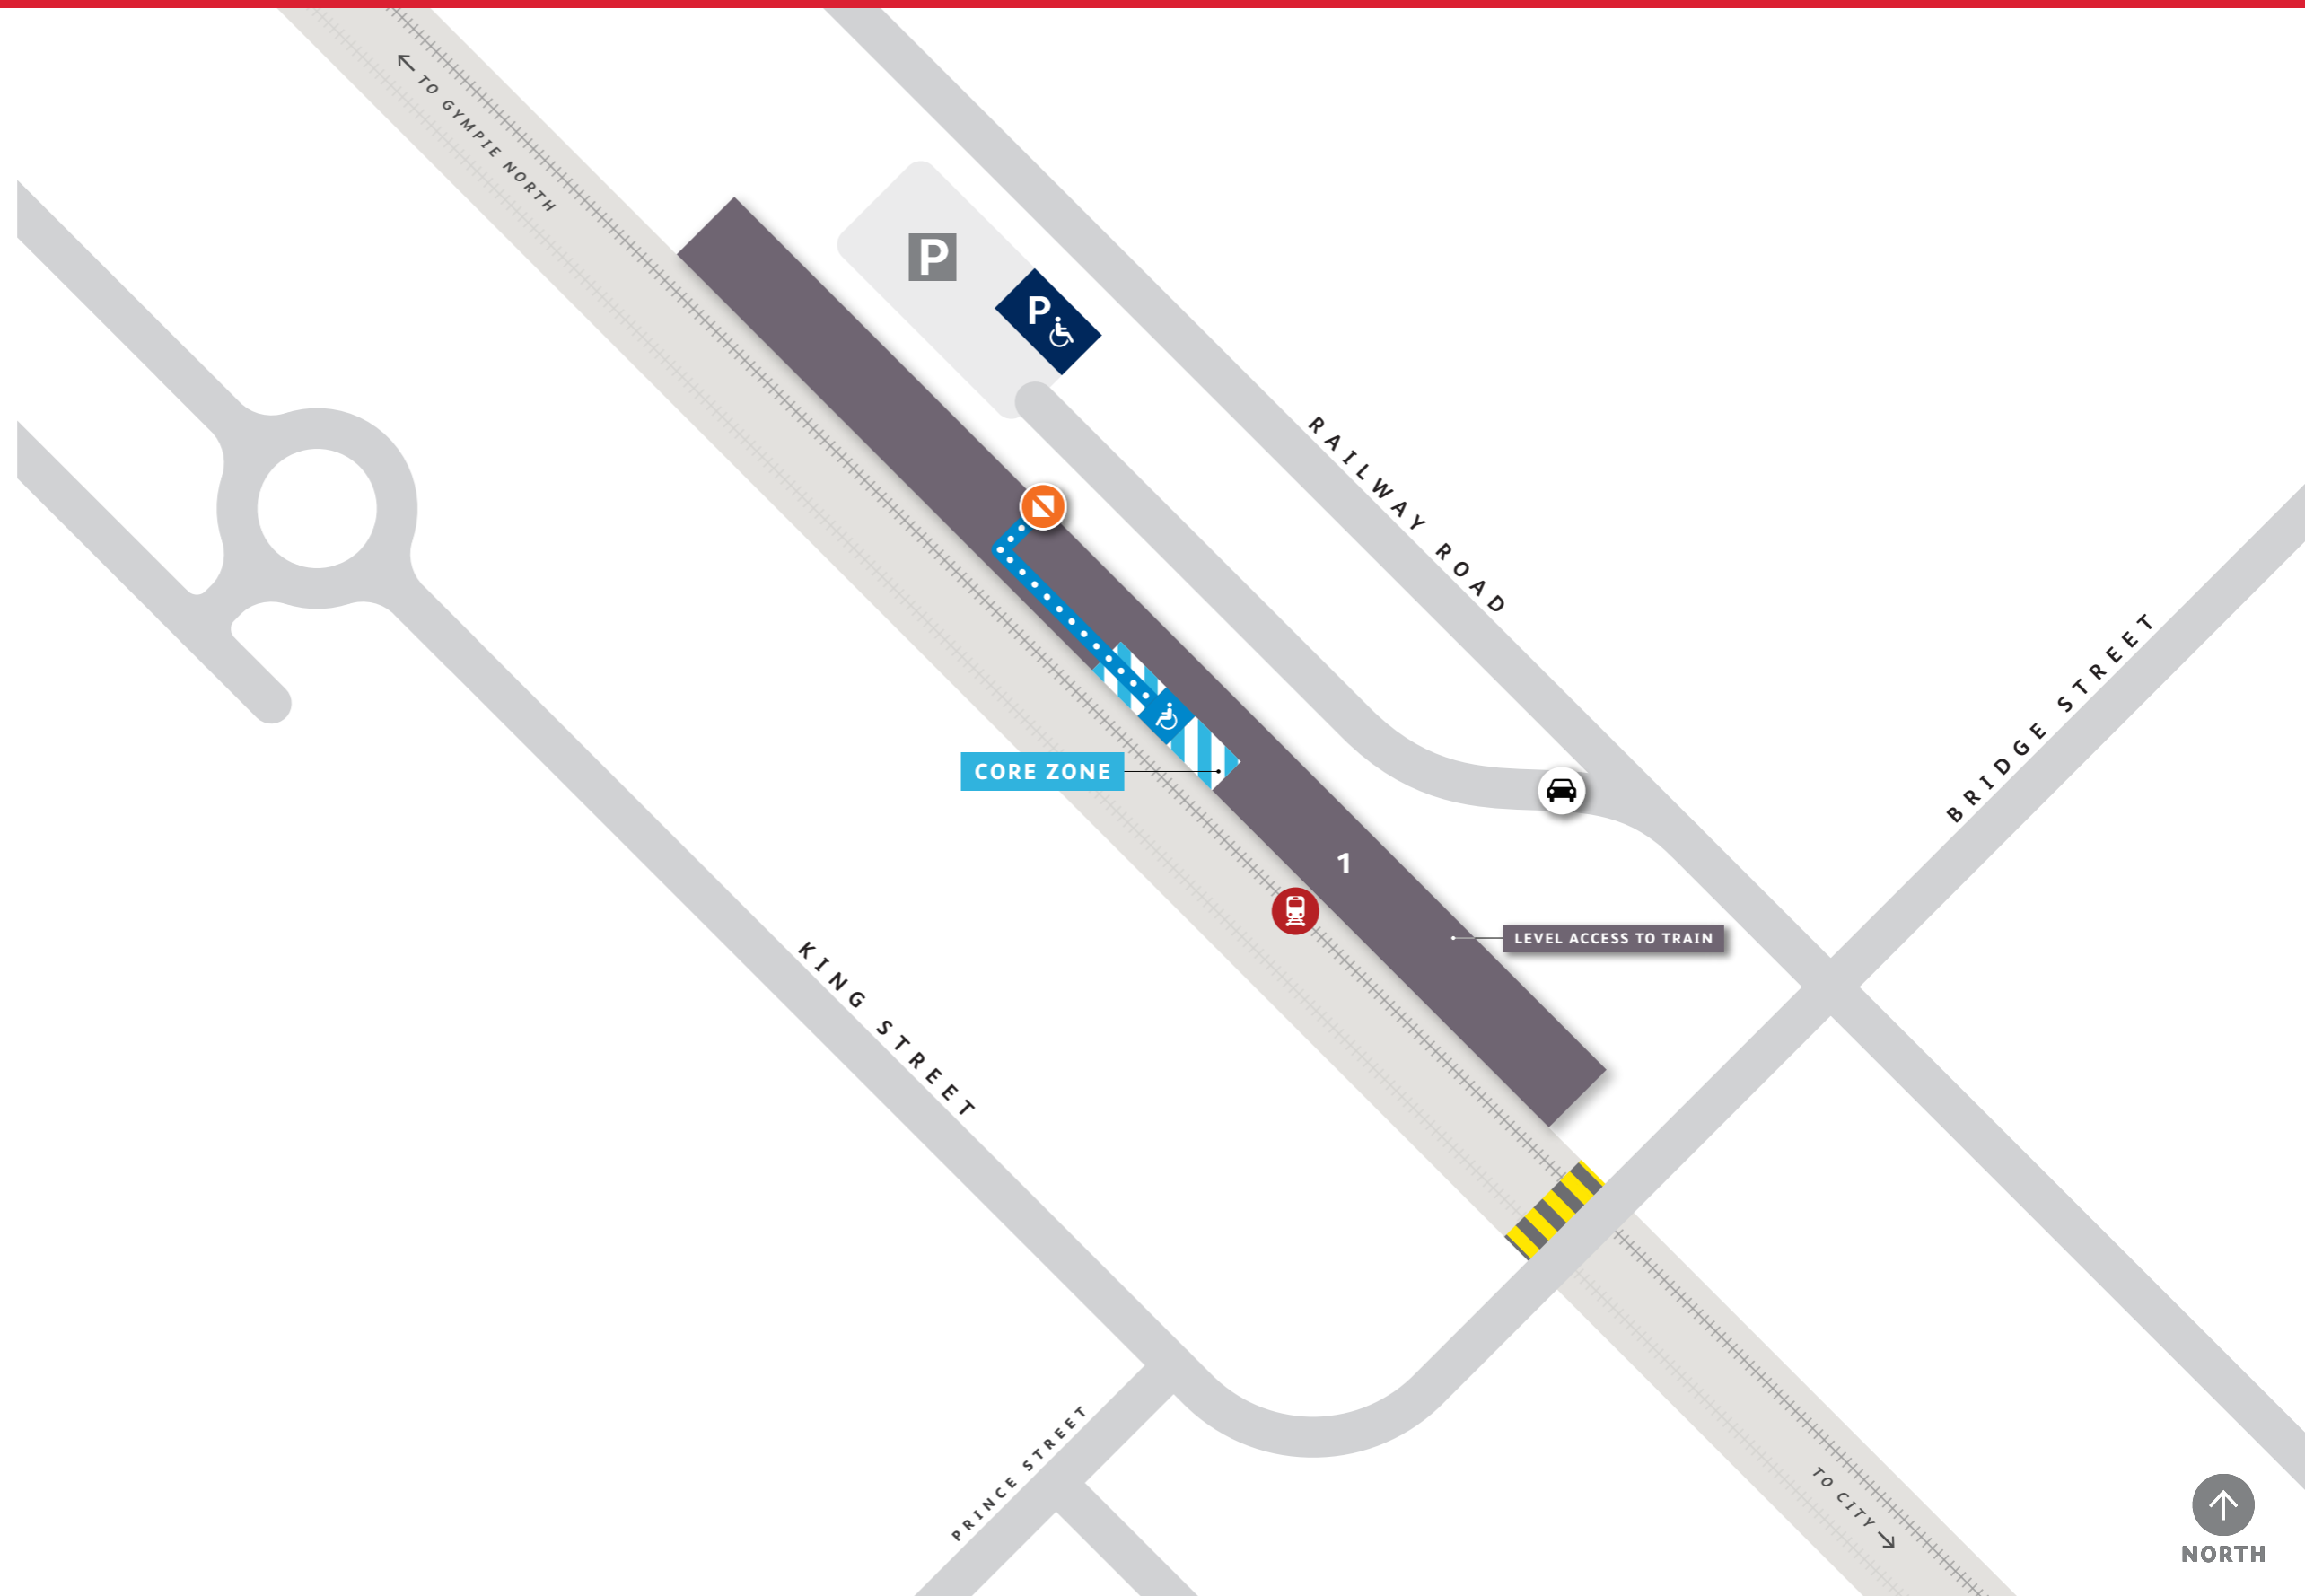 ← TO GYMPIE NORTH
P
P
RAILWAY ROAD
BRIDGE STREET
CORE ZONE
1
LEVEL ACCESS TO TRAIN
KING STREET
PRINCE STREET
TO CITY →
NORTH